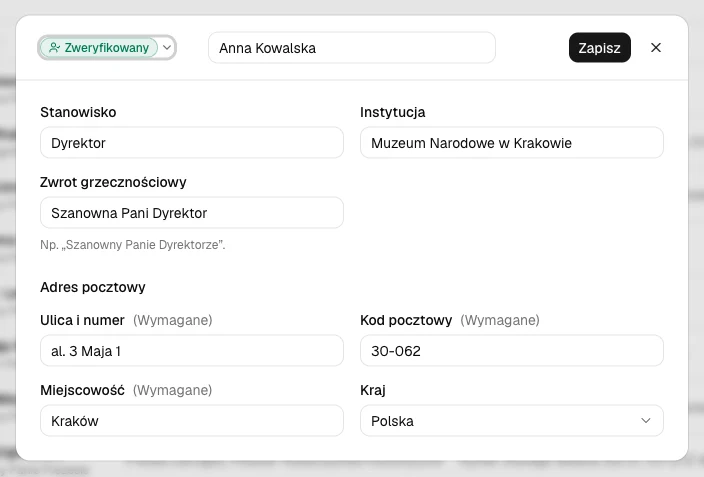 Zweryfikowany
Anna Kowalska
Zapisz
Stanowisko
Instytucja
Dyrektor
Muzeum Narodowe w Krakowie
Zwrot grzecznościowy
Szanowna Pani Dyrektor
Np. „Szanowny Panie Dyrektorze”.
Adres pocztowy
Ulica i numer (Wymagane)
Kod pocztowy (Wymagane)
al. 3 Maja 1
30-062
Miejscowość (Wymagane)
Kraj
Kraków
Polska